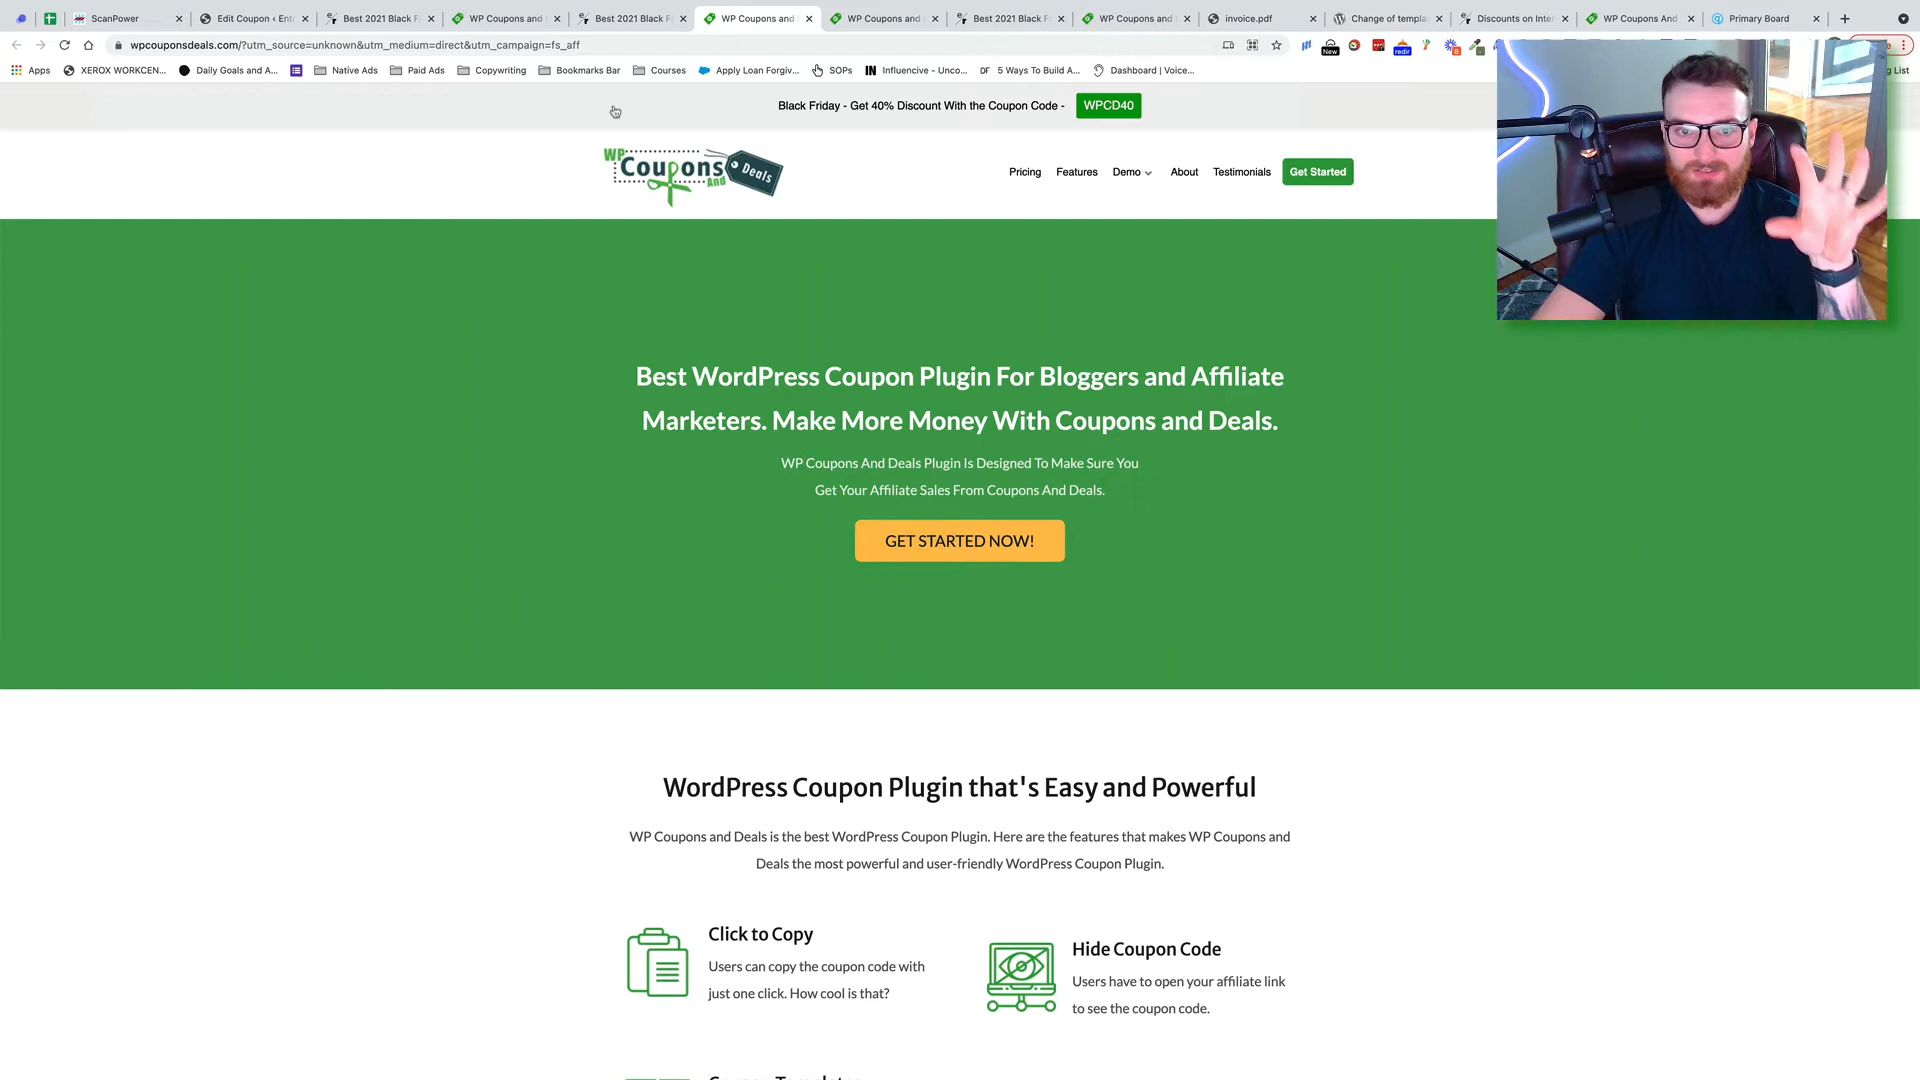 ScanPower
Edit Coupon ‹ Ent
Best 2021 Black F
WP Coupons and
Best 2021 Black F
WP Coupons and
WP Coupons and
Best 2021 Black F
WP Coupons and
invoice.pdf
Change of templa
Discounts on Inte
WP Coupons And
Primary Board
wpcouponsdeals.com/?utm_source=unknown&utm_medium=direct&utm_campaign=fs_aff
New
redir
Apps
XEROX WORKCEN...
Daily Goals and A...
Native Ads
Paid Ads
Copywriting
Bookmarks Bar
Courses
Apply Loan Forgiv...
SOPs
IN Influencive - Unco...
DF 5 Ways To Build A...
Dashboard | Voice...
g List
Black Friday - Get 40% Discount With the Coupon Code - WPCD40
WP Coupons And Deals
Pricing Features Demo About Testimonials Get Started
Best WordPress Coupon Plugin For Bloggers and Affiliate
Marketers. Make More Money With Coupons and Deals.
WP Coupons And Deals Plugin Is Designed To Make Sure You
Get Your Affiliate Sales From Coupons And Deals.
GET STARTED NOW!
WordPress Coupon Plugin that's Easy and Powerful
WP Coupons and Deals is the best WordPress Coupon Plugin. Here are the features that makes WP Coupons and
Deals the most powerful and user-friendly WordPress Coupon Plugin.
Click to Copy
Users can copy the coupon code with
just one click. How cool is that?
Hide Coupon Code
Users have to open your affiliate link
to see the coupon code.